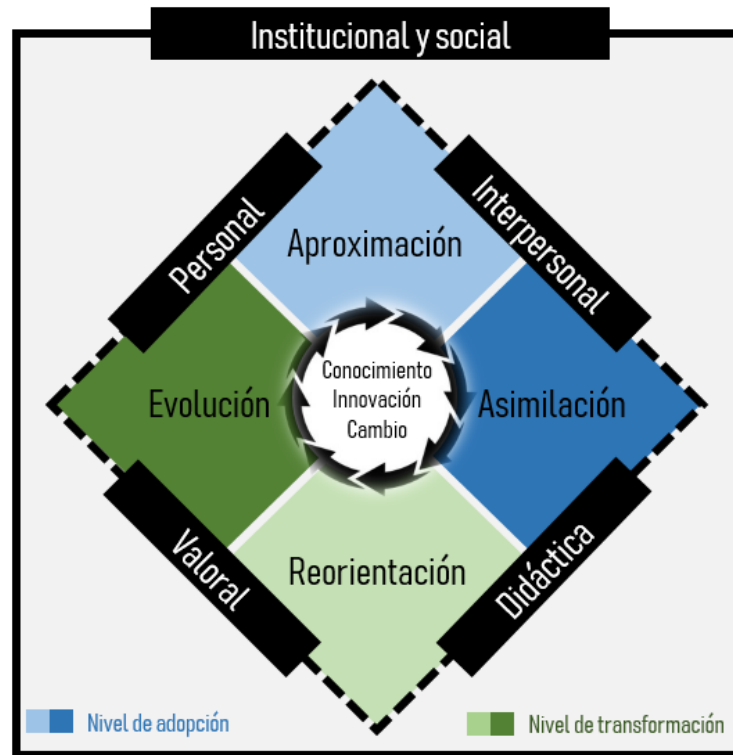 Institucional y social
Personal
Interpersonal
Aproximación
Conocimiento
Innovación
Cambio
Evolución
Asimilación
Reorientación
Valoral
Didáctica
Nivel de adopción
Nivel de transformación